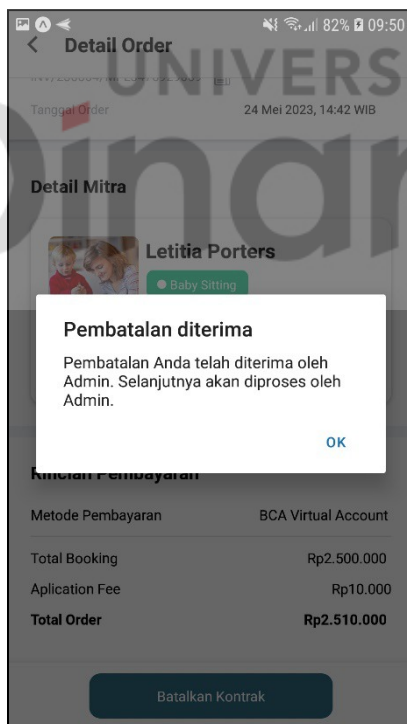 82% 09:50
Detail Order
UNIVERS
Tanggal Order 24 Mei 2023, 14:42 WIB
Dinam
Detail Mitra
Letitia Porters
Baby Sitting
Pembatalan diterima
Pembatalan Anda telah diterima oleh
Admin. Selanjutnya akan diproses oleh
Admin.
OK
Rincian Pembayaran
Metode Pembayaran BCA Virtual Account
Total Booking Rp2.500.000
Aplication Fee Rp10.000
Total Order Rp2.510.000
Batalkan Kontrak